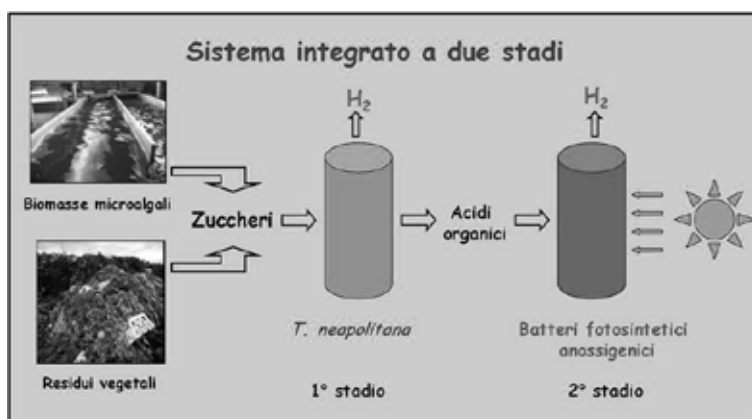 Sistema integrato a due stadi
H₂
H₂
Biomasse microalgali
Zuccheri
Acidi
organici
T. neapolitana
Batteri fotosintetici
anossigenici
Residui vegetali
1° stadio
2° stadio